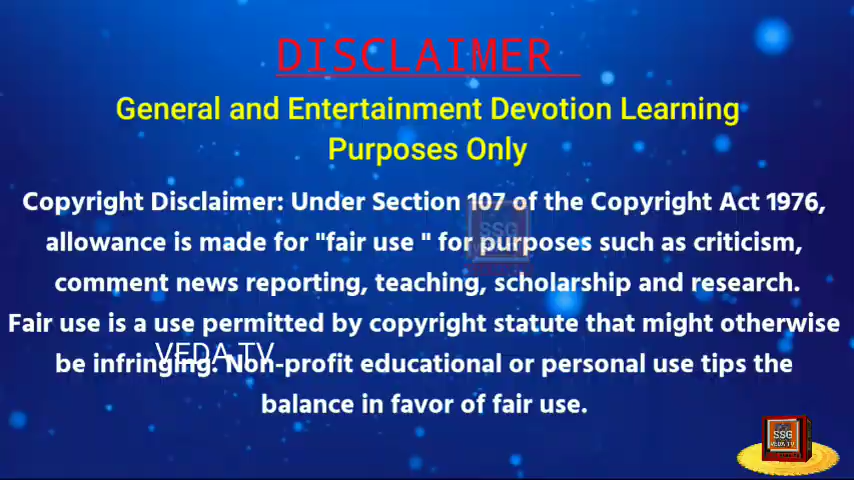 DISCLAIMER
General and Entertainment Devotion Learning
Purposes Only
Copyright Disclaimer: Under Section 107 of the Copyright Act 1976,
allowance is made for "fair use " for purposes such as criticism,
comment news reporting, teaching, scholarship and research.
Fair use is a use permitted by copyright statute that might otherwise
be infringing. Non-profit educational or personal use tips the
balance in favor of fair use.
VEDA TV
SSG
SSG
VEDA TV